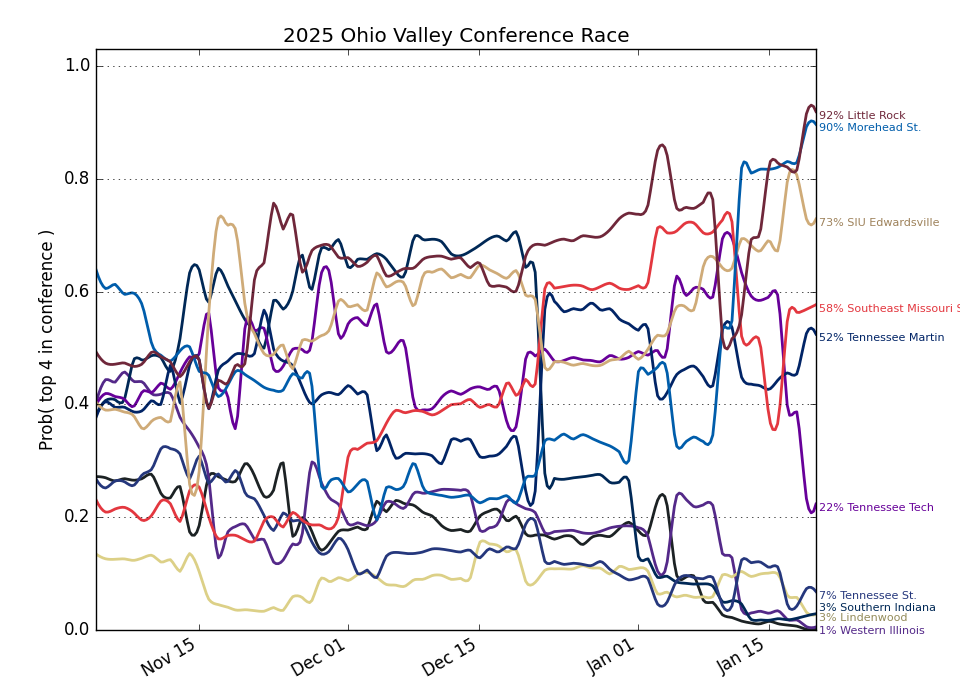 2025 Ohio Valley Conference Race
Prob( top 4 in conference )
1.0
0.8
0.6
0.4
0.2
0.0
Nov 15
Dec 01
Dec 15
Jan 01
Jan 15
92% Little Rock
90% Morehead St.
73% SIU Edwardsville
58% Southeast Missouri S
52% Tennessee Martin
22% Tennessee Tech
7% Tennessee St.
3% Southern Indiana
3% Lindenwood
1% Western Illinois